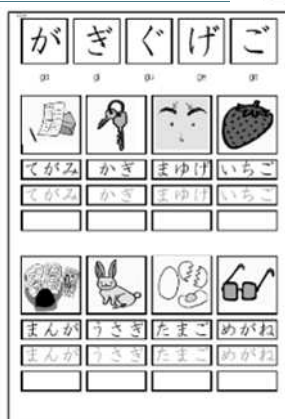 が ぎ ぐ げ ご
ga gi gu ge go
てがみ かぎ まゆげ いちご
てがみ かぎ まゆげ いちご
まんが うさぎ たまご めがね
まんが うさぎ たまご めがね